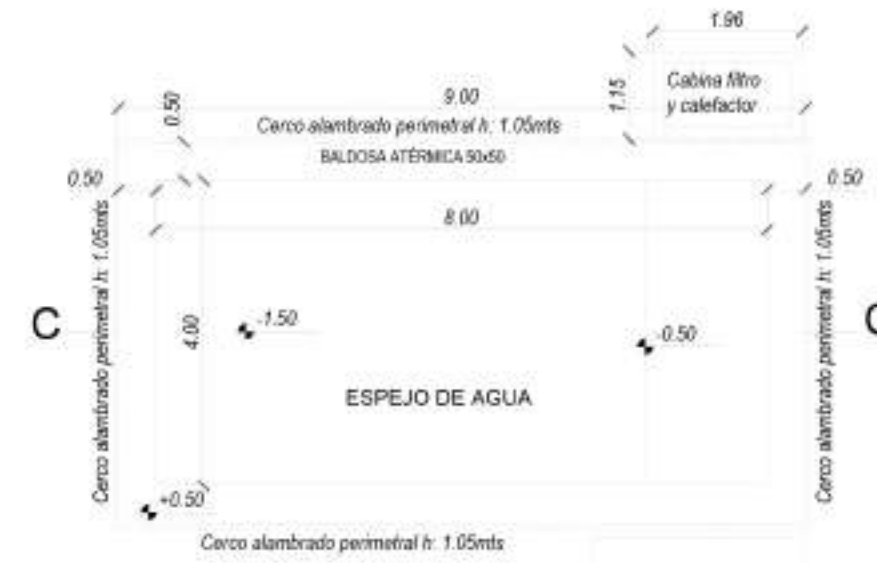 1.96
Cabina filtro
y calefactor
1.15
0.50
9.00
Cerco alambrado perimetral h: 1.05mts
BALDOSA ATÉRMICA 50x50
0.50
0.50
8.00
Cerco alambrado perimetral h: 1.05mts
Cerco alambrado perimetral h: 1.05mts
C
4.00
-1.50
-0.50
ESPEJO DE AGUA
+0.50
Cerco alambrado perimetral h: 1.05mts